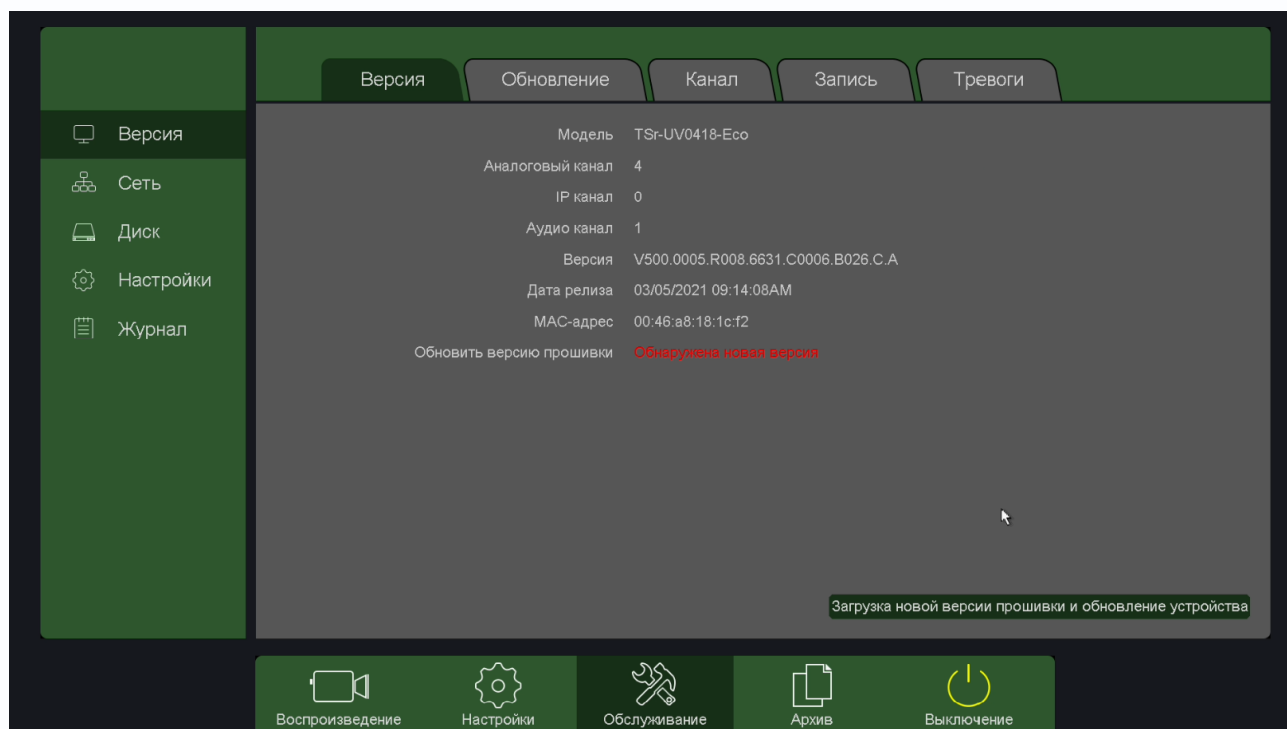 Версия Обновление Канал Запись Тревоги
Версия
Сеть
Диск
Настройки
Журнал
Модель TSr-UV0418-Eco
Аналоговый канал 4
IP канал 0
Аудио канал 1
Версия V500.0005.R008.6631.C0006.B026.C.A
Дата релиза 03/05/2021 09:14:08AM
MAC-адрес 00:46:a8:18:1c:f2
Обновить версию прошивки Обнаружена новая версия
Загрузка новой версии прошивки и обновление устройства
Воспроизведение Настройки Обслуживание Архив Выключение